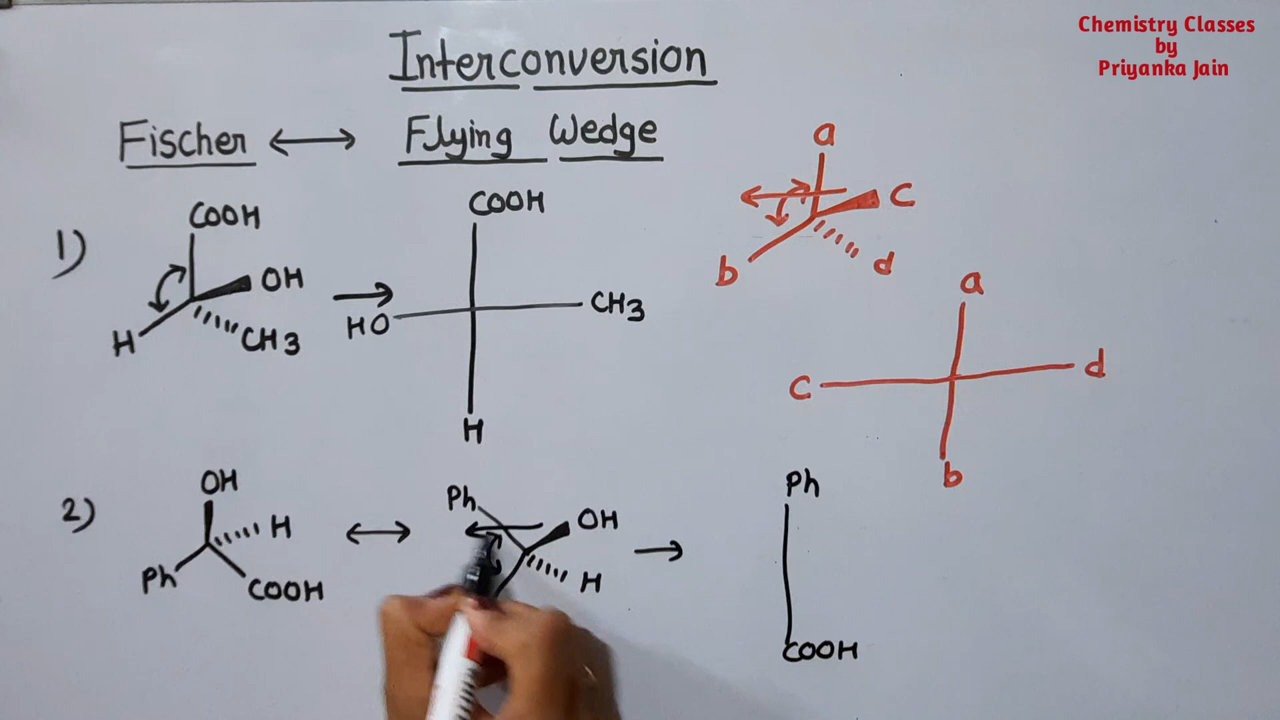 Chemistry Classes
by
Priyanka Jain
Interconversion
Fischer ⟷ Flying Wedge
1)
COOH
OH
H
CH3
→
COOH
HO
CH3
H
a
c
b
d
a
c
d
b
2)
OH
H
Ph
COOH
⟷
Ph
OH
H
→
Ph
COOH